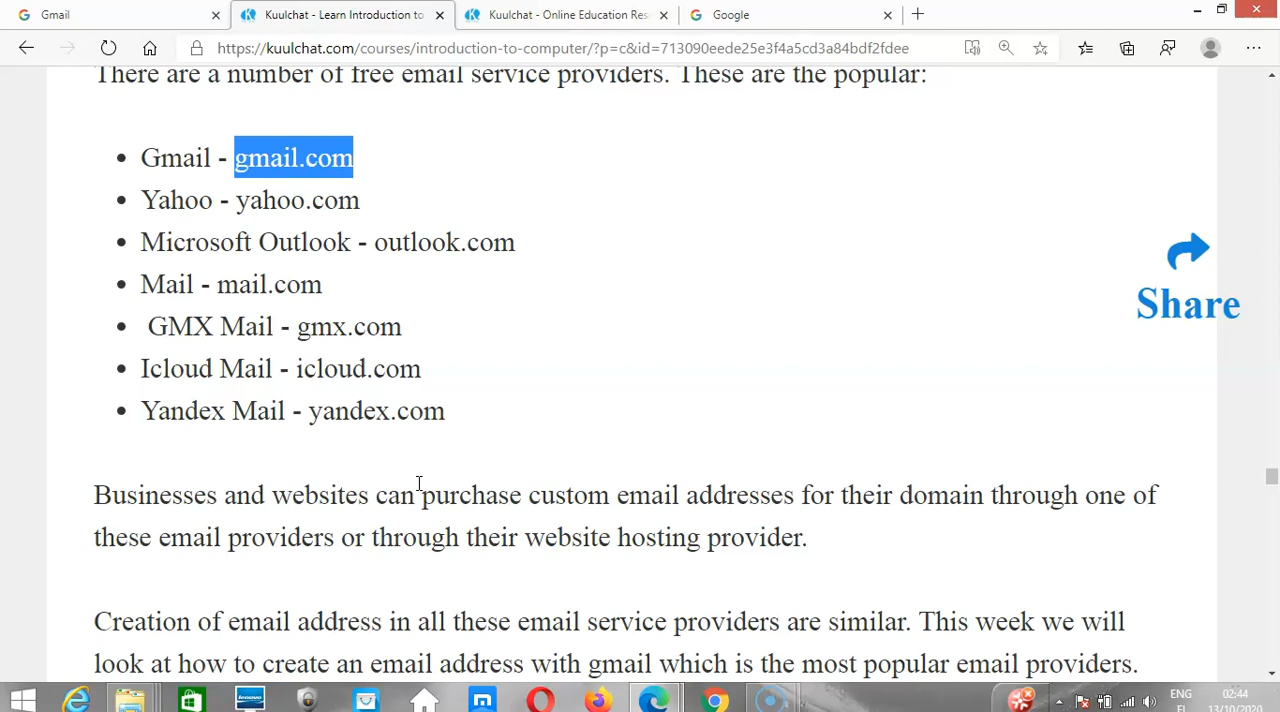 Gmail
Kuulchat - Learn Introduction to
Kuulchat - Online Education Res
Google
https://kuulchat.com/courses/introduction-to-computer/?p=c&id=713090eede25e3f4a5cd3a84bdf2fdee
There are a number of free email service providers. These are the popular:
Gmail - gmail.com
Yahoo - yahoo.com
Microsoft Outlook - outlook.com
Mail - mail.com
GMX Mail - gmx.com
Icloud Mail - icloud.com
Yandex Mail - yandex.com
Share
Businesses and websites can purchase custom email addresses for their domain through one of
these email providers or through their website hosting provider.
Creation of email address in all these email service providers are similar. This week we will
look at how to create an email address with gmail which is the most popular email providers.
lenovo
ENG
FI
02:44
13/10/2020